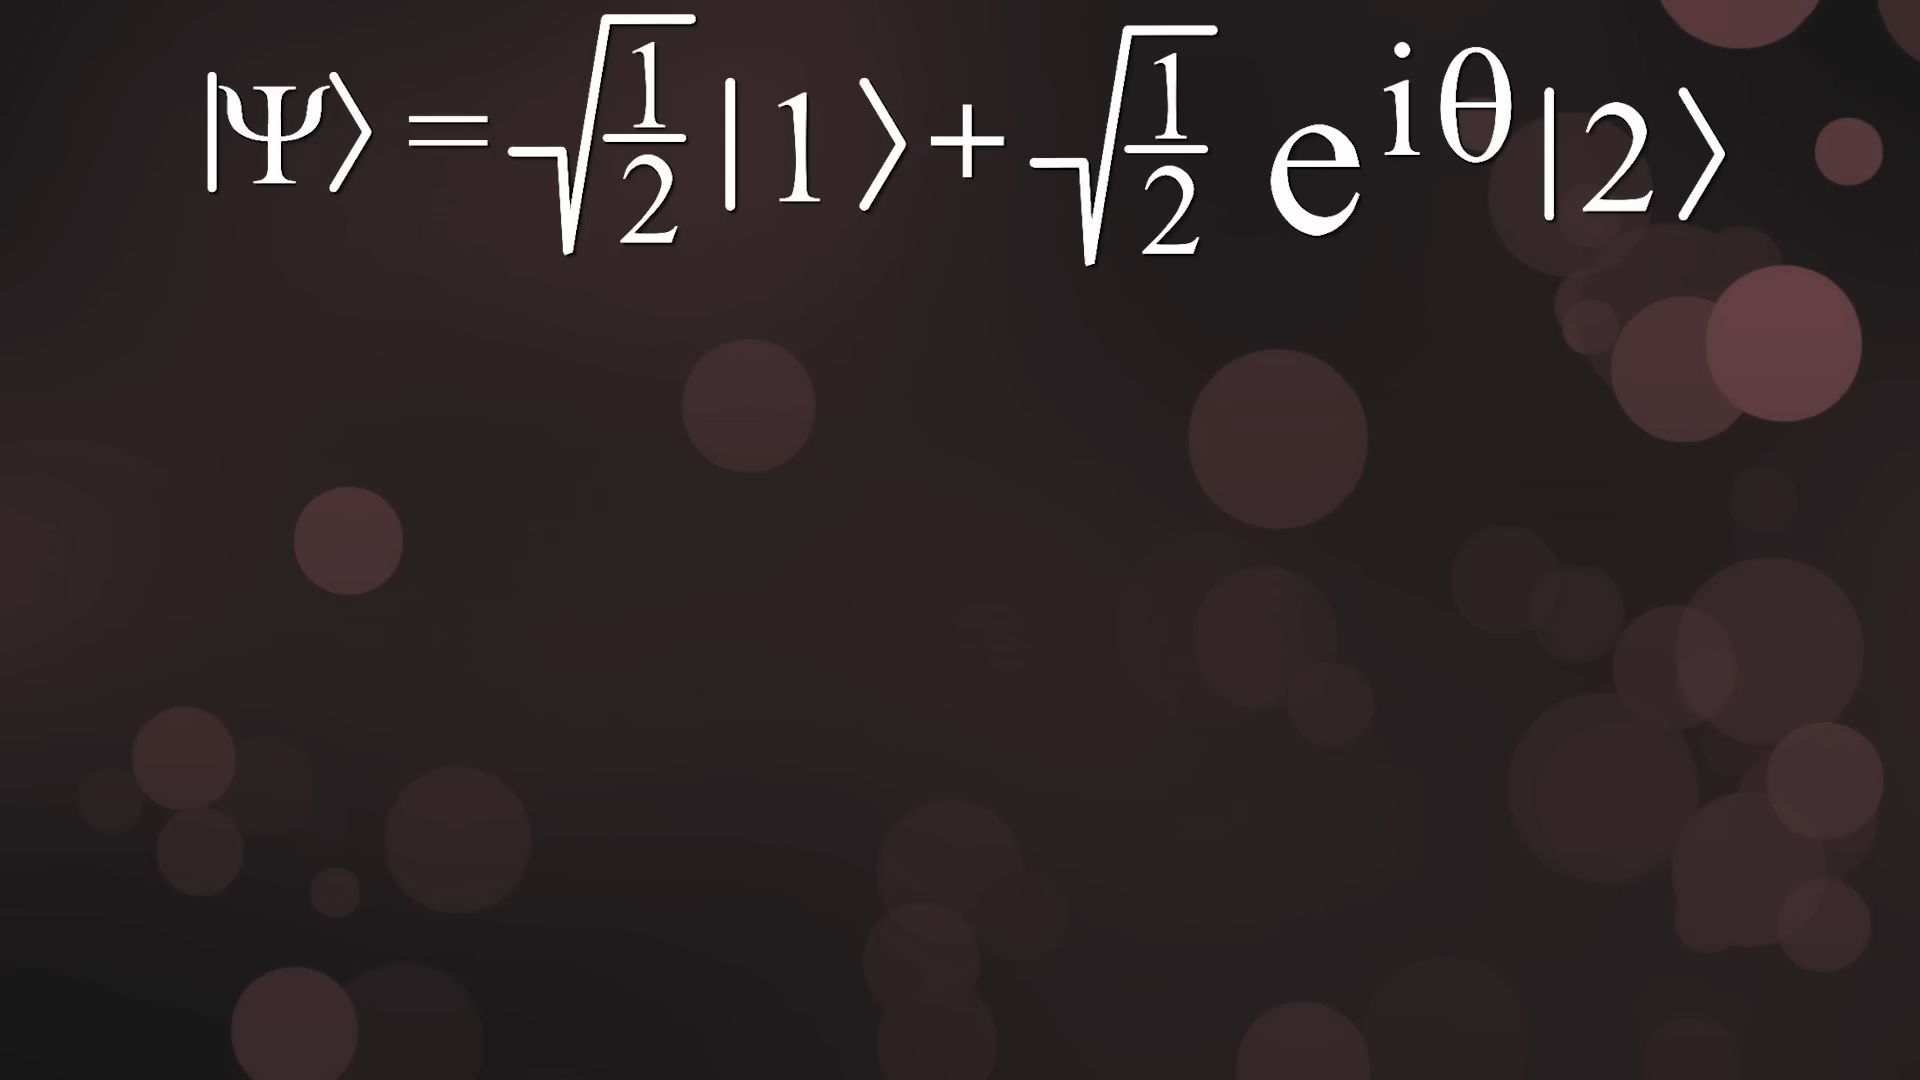 |Ψ⟩ = √(1/2) |1⟩ + √(1/2) e^{iθ} |2⟩